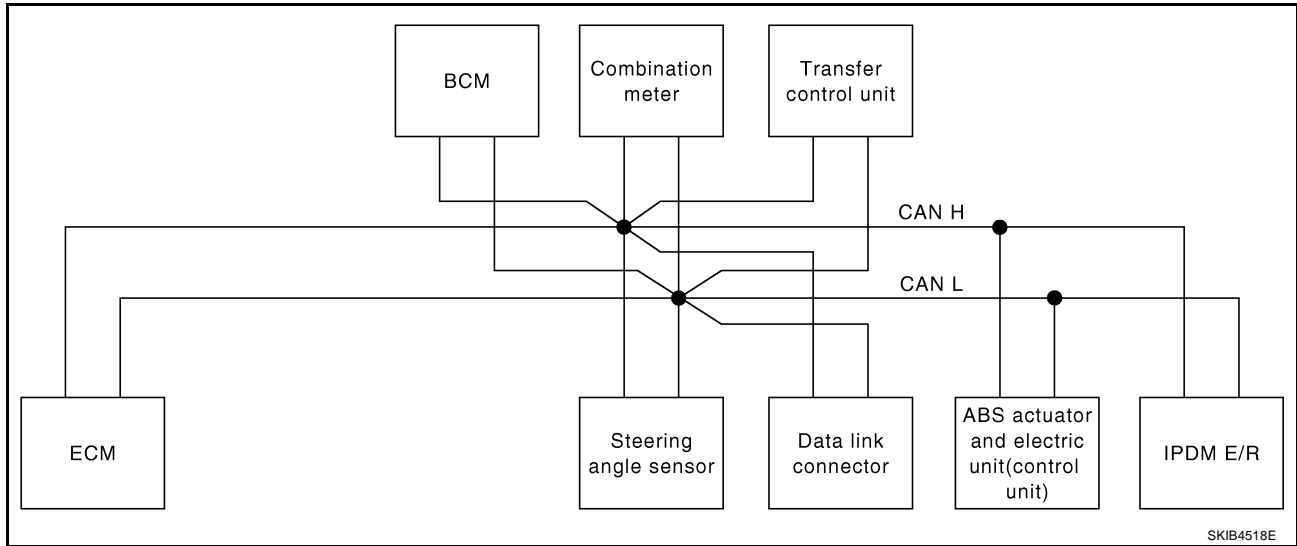 BCM
Combination
meter
Transfer
control unit
CAN H
CAN L
ECM
Steering
angle sensor
Data link
connector
ABS actuator
and electric
unit(control
unit)
IPDM E/R
SKIB4518E